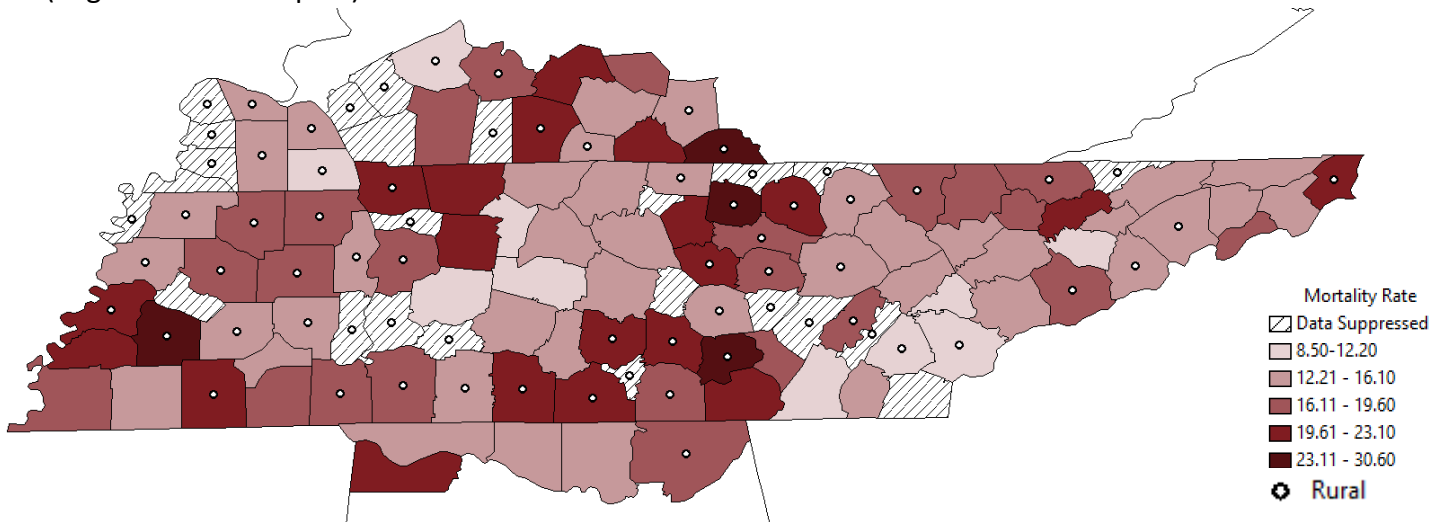 Mortality Rate
Data Suppressed
8.50-12.20
12.21 - 16.10
16.11 - 19.60
19.61 - 23.10
23.11 - 30.60
Rural